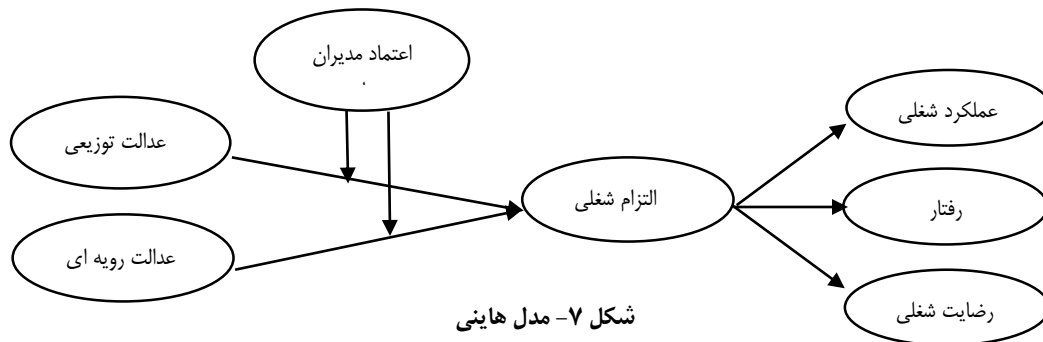 اعتماد مدیران
.
عدالت توزیعی
عدالت رویه ای
التزام شغلی
عملکرد شغلی
رفتار
رضایت شغلی
شکل ۷- مدل هاینی